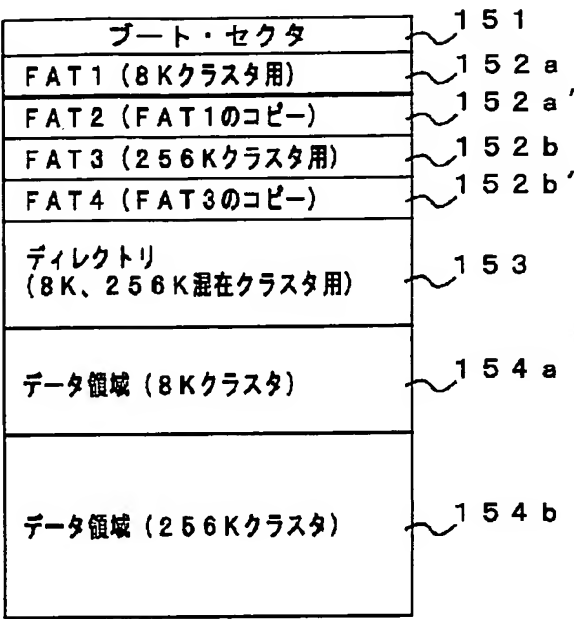 ブート・セクタ 151
FAT1(8Kクラスタ用) 152a
FAT2(FAT1のコピー) 152a'
FAT3(256Kクラスタ用) 152b
FAT4(FAT3のコピー) 152b'
ディレクトリ
(8K、256K混在クラスタ用) 153
データ領域(8Kクラスタ) 154a
データ領域(256Kクラスタ) 154b